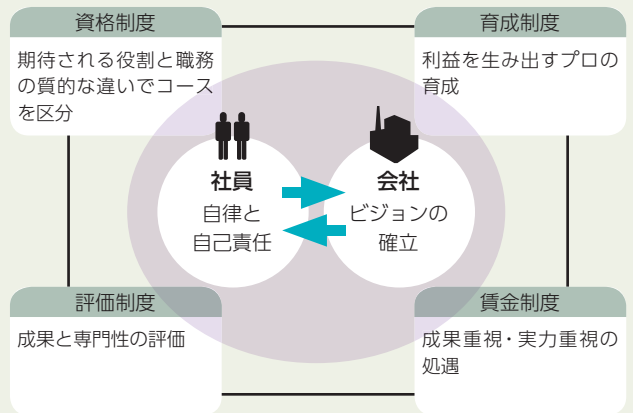 資格制度
期待される役割と職務
の質的な違いでコース
を区分
育成制度
利益を生み出すプロの
育成
社員
自律と
自己責任
会社
ビジョンの
確立
評価制度
成果と専門性の評価
賃金制度
成果重視・実力重視の
処遇